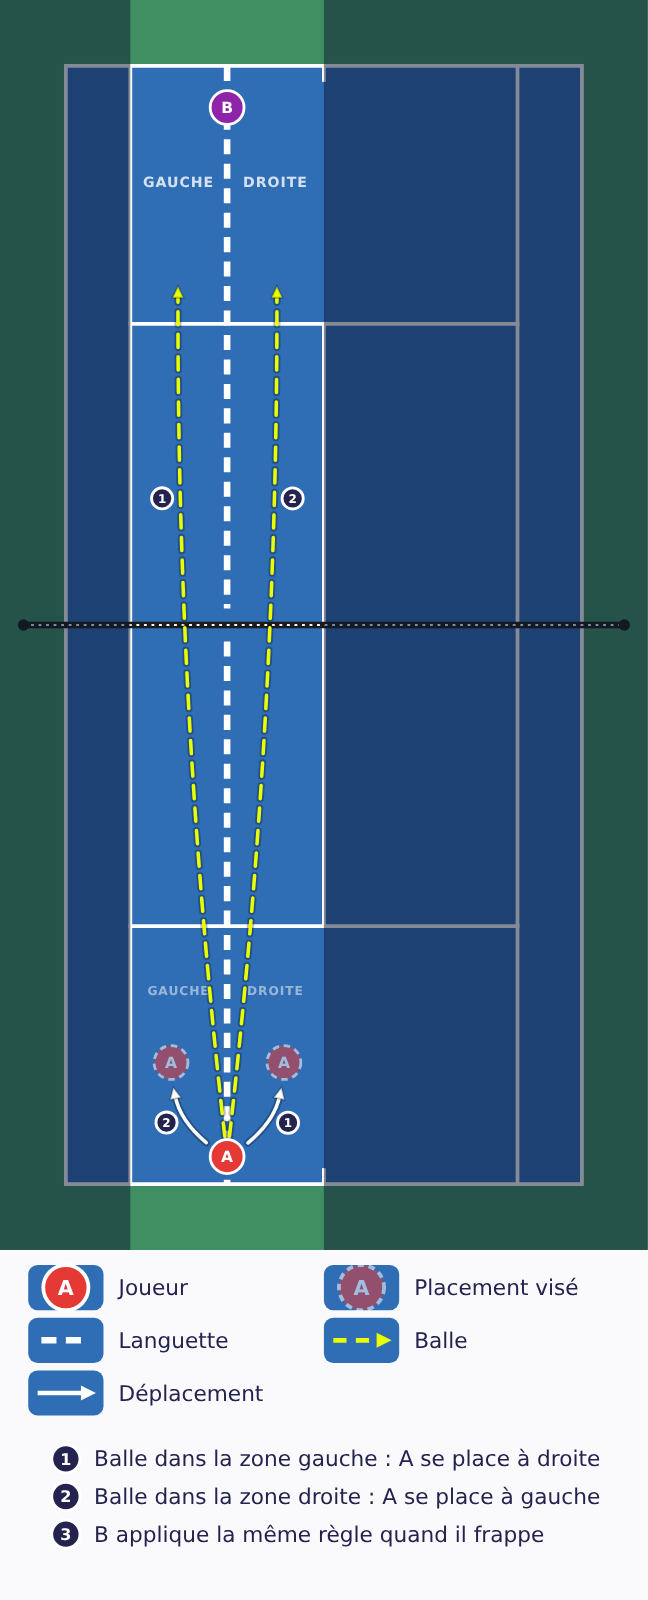 B
GAUCHE DROITE
1 2
GAUCHE DROITE
A A
2 1
A
A Joueur
A Placement visé
Languette
Balle
Déplacement
1 Balle dans la zone gauche : A se place à droite
2 Balle dans la zone droite : A se place à gauche
3 B applique la même règle quand il frappe